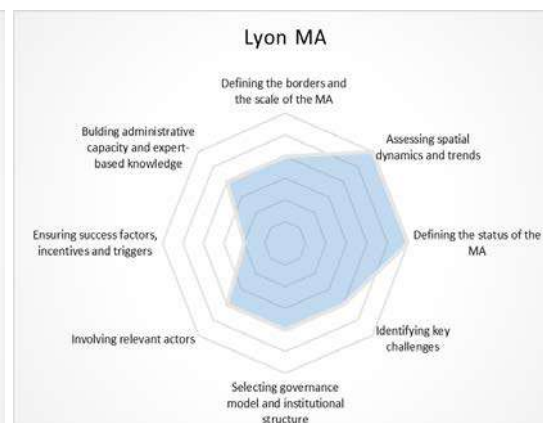 Lyon MA
Defining the borders and
the scale of the MA
Bulding administrative
capacity and expert-
based knowledge
Assessing spatial
dynamics and trends
Ensuring success factors,
incentives and triggers
Defining the status of the
MA
Involving relevant actors
Identifying key
challenges
Selecting governance
model and institutional
structure